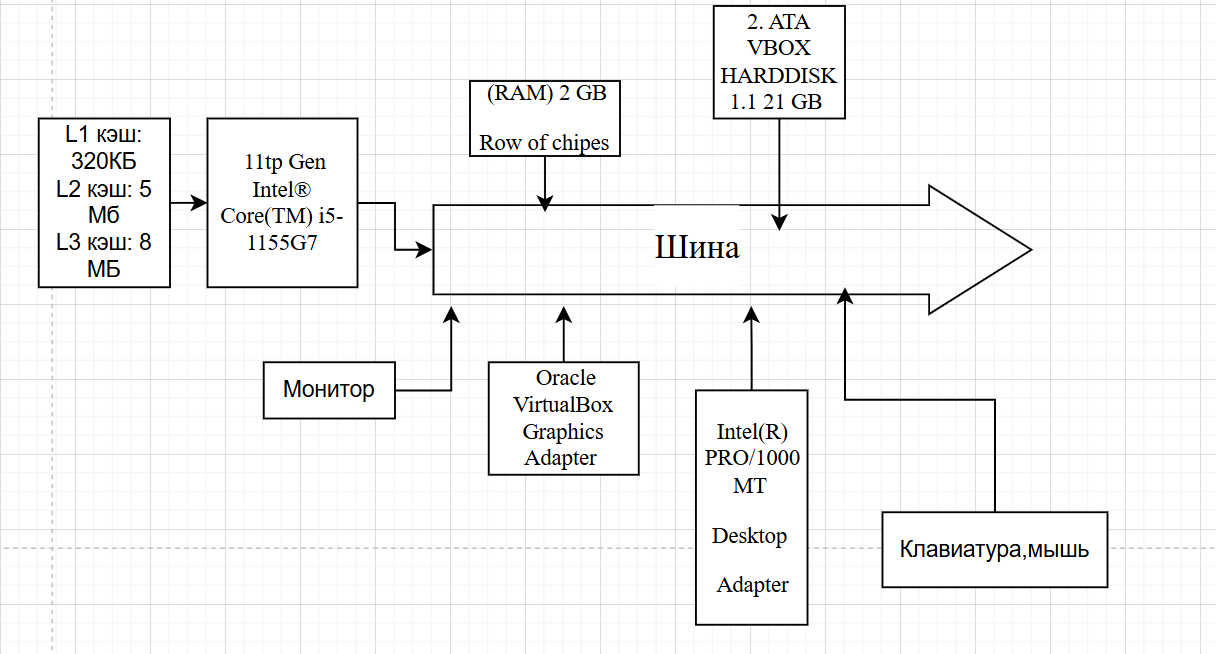 2. ATA
VBOX
HARDDISK
1.1 21 GB
(RAM) 2 GB
Row of chipes
L1 кэш:
320КБ
L2 кэш: 5
Мб
L3 кэш: 8
МБ
11tp Gen
Intel®
Core(TM) i5-
1155G7
Шина
Монитор
Oracle
VirtualBox
Graphics
Adapter
Intel(R)
PRO/1000
MT
Desktop
Adapter
Клавиатура,мышь